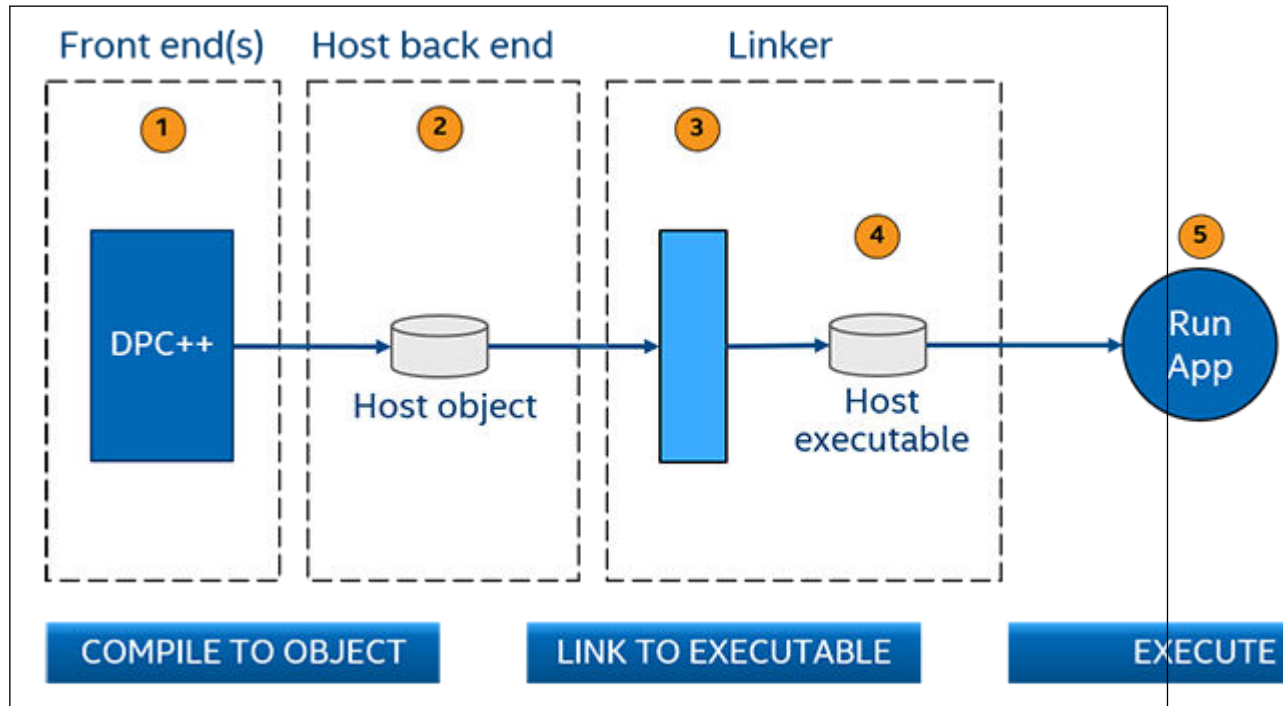 Front end(s)
Host back end
Linker
1
2
3
4
5
DPC++
Host object
Host
executable
Run
App
COMPILE TO OBJECT
LINK TO EXECUTABLE
EXECUTE